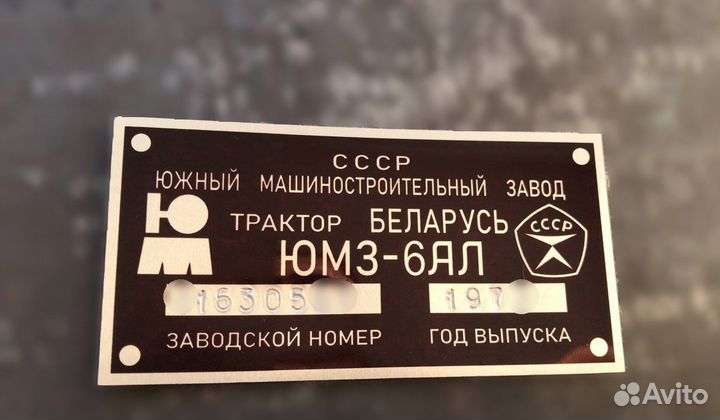 СССР
ЮЖНЫЙ МАШИНОСТРОИТЕЛЬНЫЙ ЗАВОД
Ю
М
ТРАКТОР БЕЛАРУСЬ
ЮМЗ-6ЯЛ
СССР
16305 197
ЗАВОДСКОЙ НОМЕР ГОД ВЫПУСКА
Avito